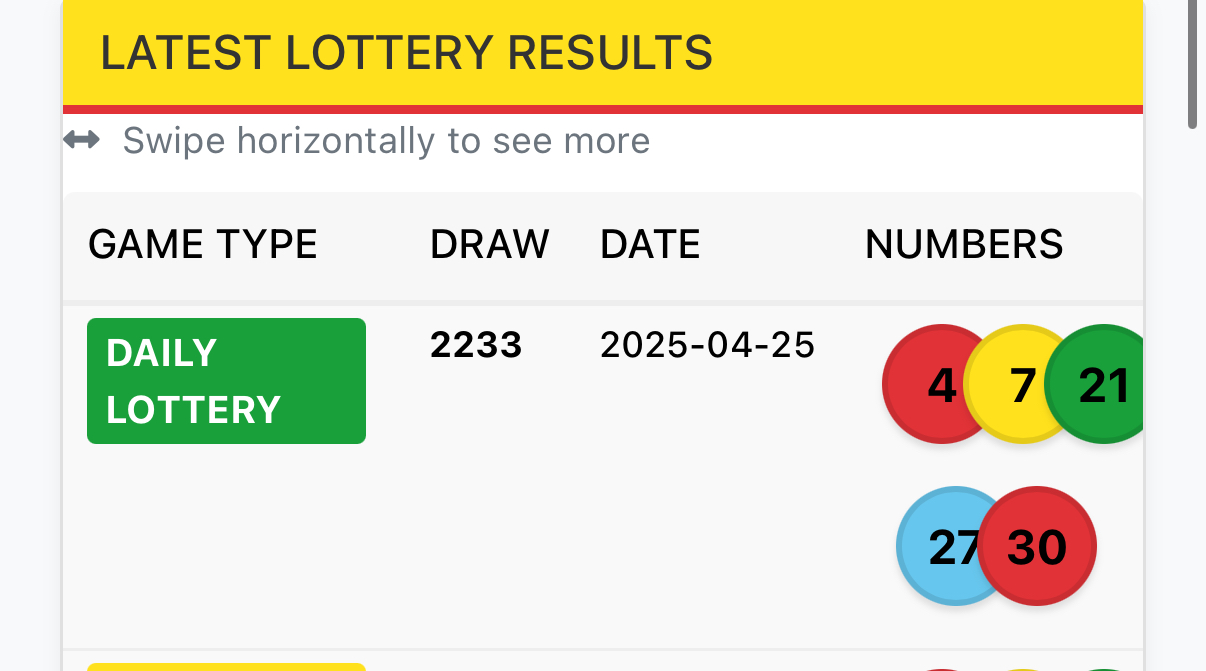 LATEST LOTTERY RESULTS
Swipe horizontally to see more
GAME TYPE DRAW DATE NUMBERS
DAILY LOTTERY 2233 2025-04-25 4 7 21
27 30